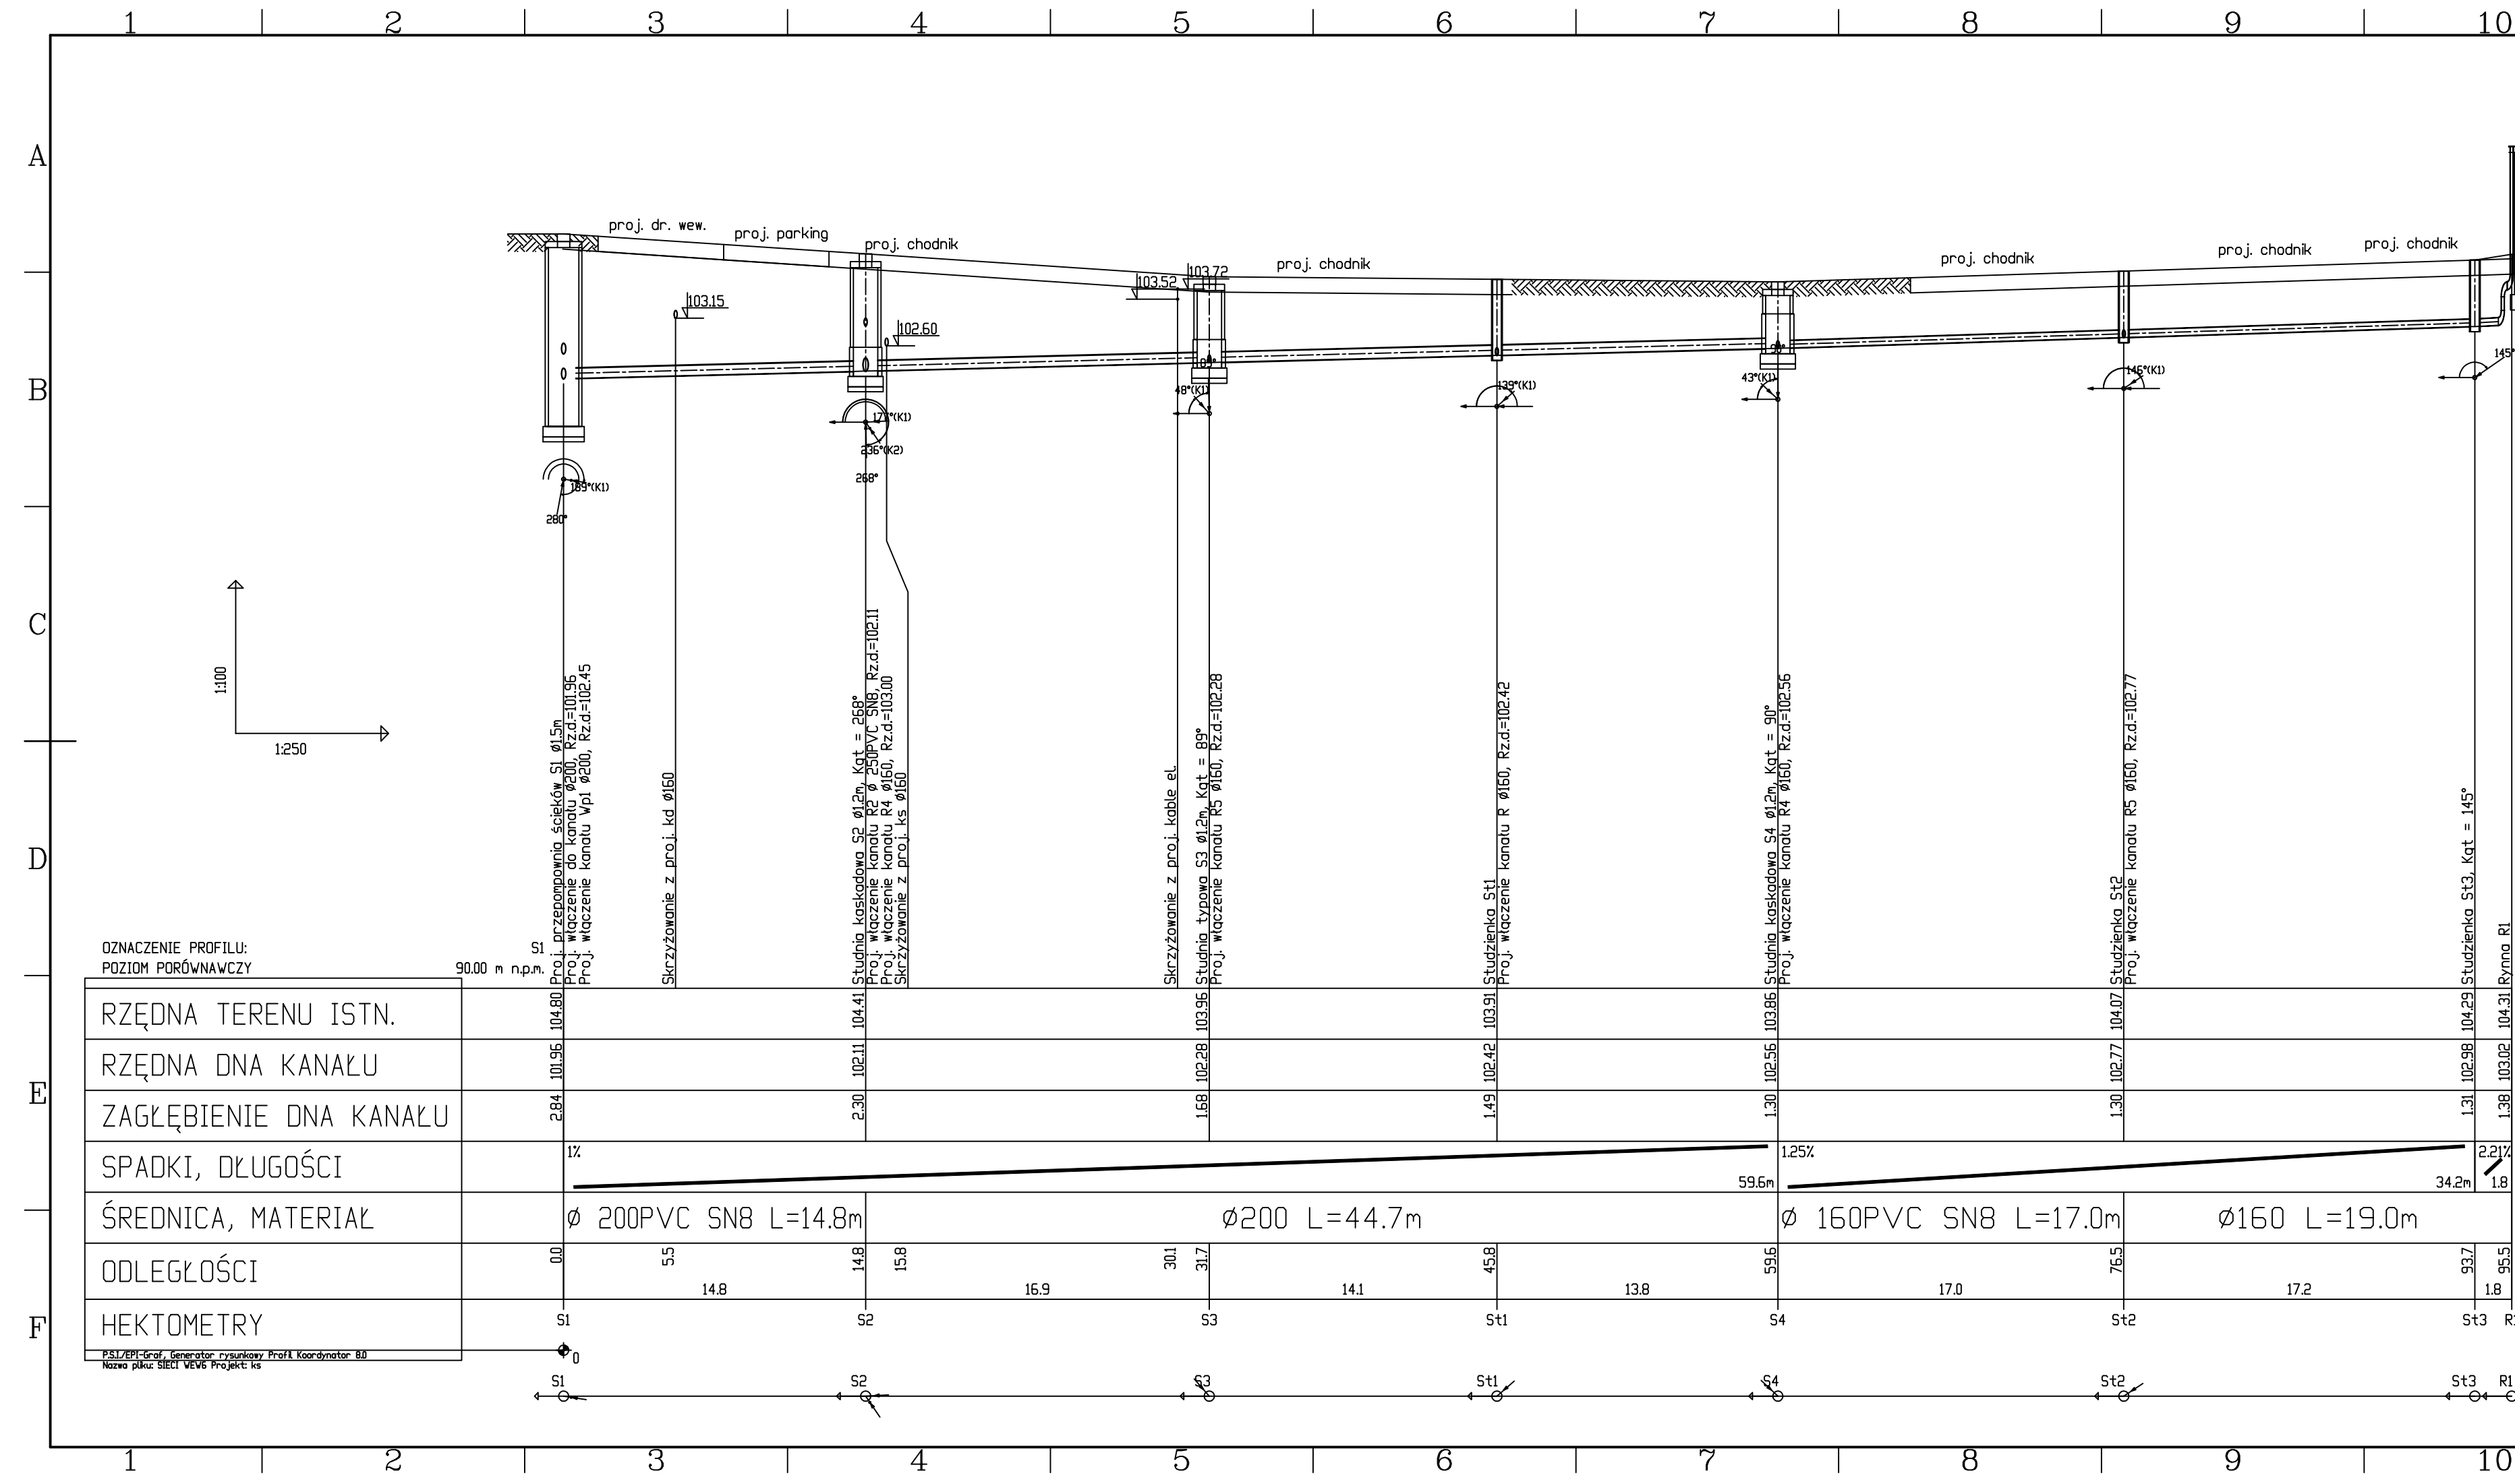 1 2 3 4 5 6 7 8 9 10
A
B
C
D
E
F
proj. dr. wew.
proj. parking
proj. chodnik
proj. chodnik
proj. chodnik
proj. chodnik
proj. chodnik
103.15
102.60
103.52
103.72
189°(K1)
280°
177°(K1)
236°(K2)
268°
89°
48°(K1)
139°(K1)
90°
43°(K1)
146°(K1)
145°
1:100
1:250
Proj. przepompownia ścieków S1 ø1.5m
Proj. włączenie do kanału ø200, Rz.d.=101.96
Proj. włączenie kanału Wp1 ø200, Rz.d.=102.45
Skrzyżowanie z proj. kd ø160
Studnia kaskadowa S2 ø1.2m, Kąt = 268°
Proj. włączenie kanału R2 ø 250PVC SN8, Rz.d.=102.11
Proj. włączenie kanału R4 ø160, Rz.d.=103.00
Skrzyżowanie z proj. ks ø160
Skrzyżowanie z proj. kable el.
Studnia typowa S3 ø1.2m, Kąt = 89°
Proj. włączenie kanału R5 ø160, Rz.d.=102.28
Studzienka St1
Proj. włączenie kanału R ø160, Rz.d.=102.42
Studnia kaskadowa S4 ø1.2m, Kąt = 90°
Proj. włączenie kanału R4 ø160, Rz.d.=102.56
Studzienka St2
Proj. włączenie kanału R5 ø160, Rz.d.=102.77
Studzienka St3, Kąt = 145°
Rynna R1
OZNACZENIE PROFILU: S1
POZIOM PORÓWNAWCZY 90.00 m n.p.m.
RZĘDNA TERENU ISTN. 104.80 104.41 103.96 103.91 103.86 104.07 104.29 104.31
RZĘDNA DNA KANAŁU 101.96 102.11 102.28 102.42 102.56 102.77 102.98 103.02
ZAGŁĘBIENIE DNA KANAŁU 2.84 2.30 1.68 1.49 1.30 1.30 1.31 1.38
SPADKI, DŁUGOŚCI 1% 59.6m 1.25% 34.2m 2.21% 1.8
ŚREDNICA, MATERIAŁ ø 200PVC SN8 L=14.8m ø200 L=44.7m ø 160PVC SN8 L=17.0m ø160 L=19.0m
ODLEGŁOŚCI 0.0 5.5 14.8 15.8 30.1 31.7 45.8 59.6 76.5 93.7 95.5
14.8 16.9 14.1 13.8 17.0 17.2 1.8
HEKTOMETRY S1 S2 S3 St1 S4 St2 St3 R1
0
P.S.I./EPI-Graf, Generator rysunkowy Profil Koordynator 8.0
Nazwa pliku: SIECI WEW6 Projekt: ks
S1 S2 S3 St1 S4 St2 St3 R1
1 2 3 4 5 6 7 8 9 10